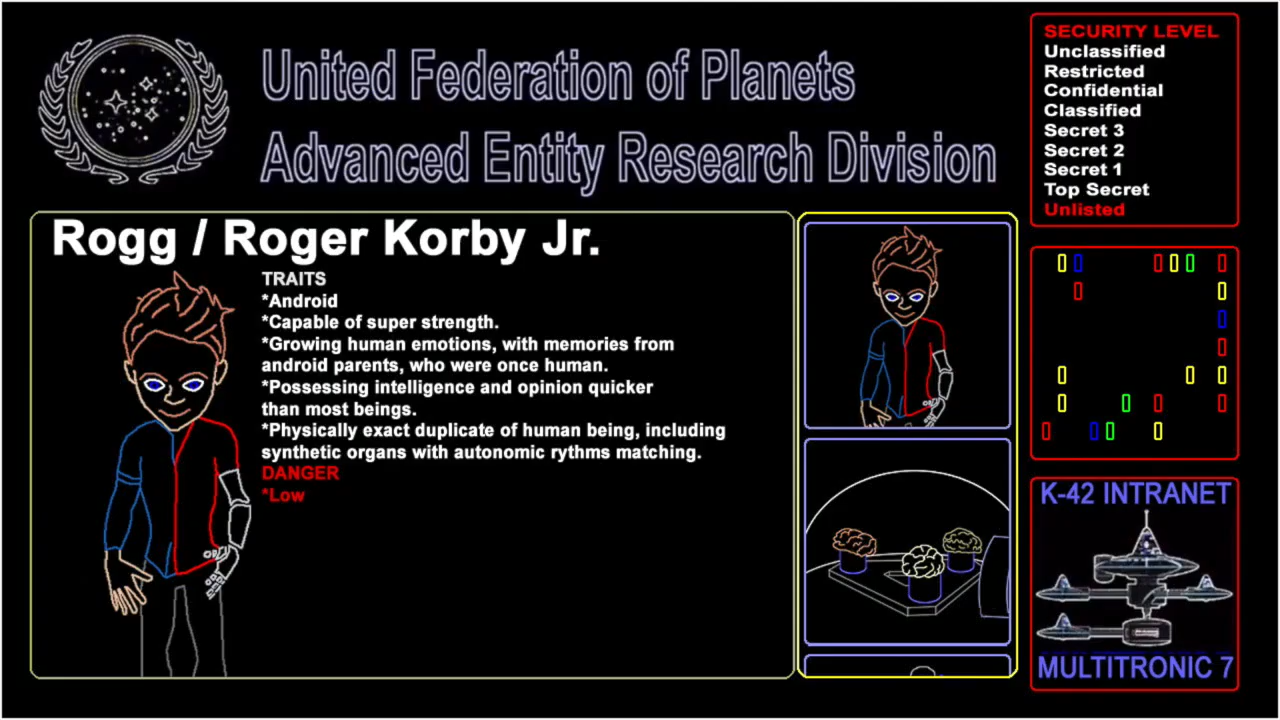 United Federation of Planets
Advanced Entity Research Division
SECURITY LEVEL
Unclassified
Restricted
Confidential
Classified
Secret 3
Secret 2
Secret 1
Top Secret
Unlisted
Rogg / Roger Korby Jr.
TRAITS
*Android
*Capable of super strength.
*Growing human emotions, with memories from
android parents, who were once human.
*Possessing intelligence and opinion quicker
than most beings.
*Physically exact duplicate of human being, including
synthetic organs with autonomic rythms matching.
DANGER
*Low
K-42 INTRANET
MULTITRONIC 7